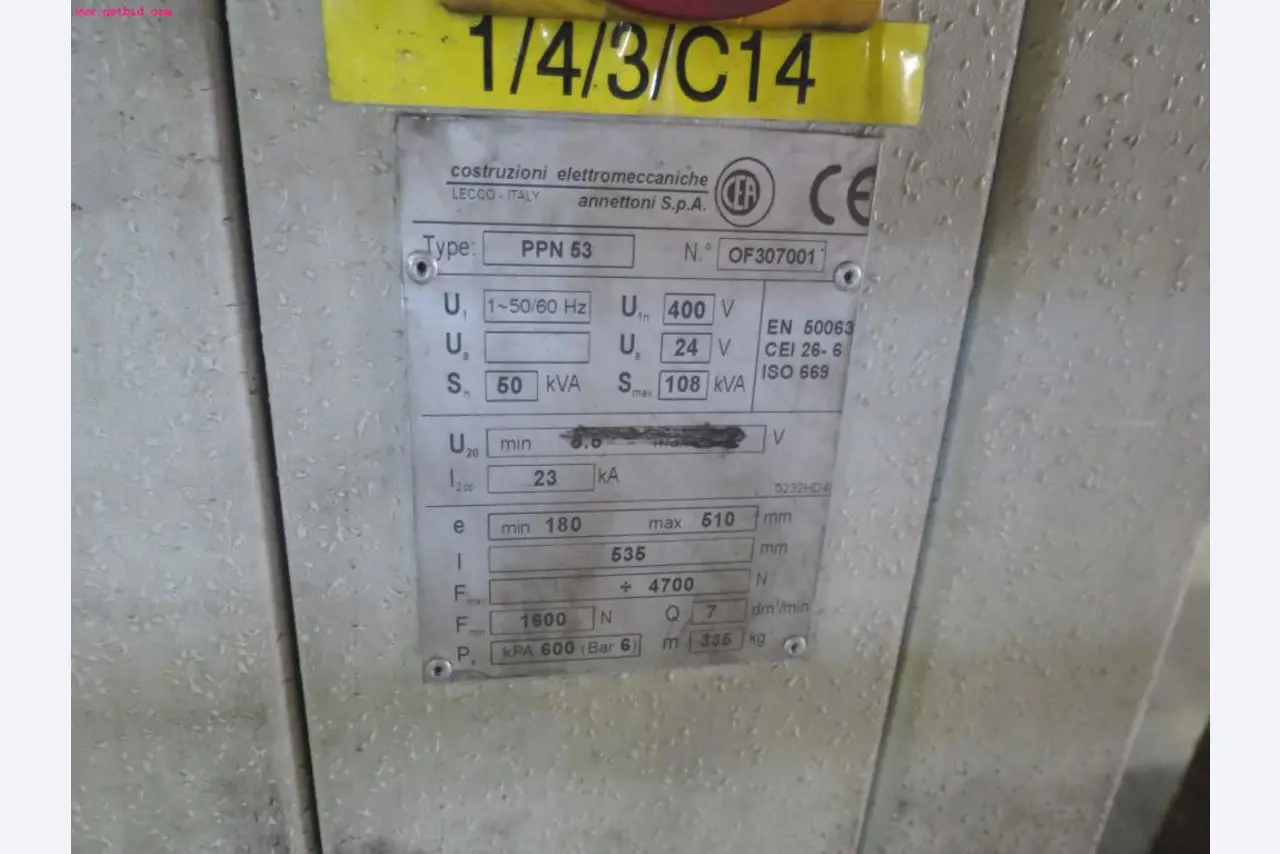 www.netbid.com
1/4/3/C14
costruzioni elettromeccaniche
LECCO - ITALY annettoni S.p.A.
CEA
CE
Type: PPN 53 N.° OF307001
U1 1~50/60 Hz U1n 400 V
U 24 V
Sn 50 kVA Smax 108 kVA
EN 50063
CEI 26-6
ISO 669
U20 min V
I2cc 23 kA
e min 180 max 510 mm
l 535 mm
F ÷ 4700 N
F 1600 N Q 7 dm³/min
P kPA 600 (Bar 6) m 335 kg